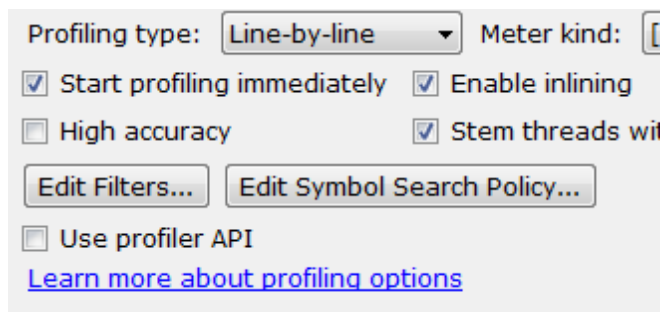 Profiling type: Line-by-line Meter kind:
Start profiling immediately Enable inlining
High accuracy Stem threads
Edit Filters... Edit Symbol Search Policy...
Use profiler API
Learn more about profiling options